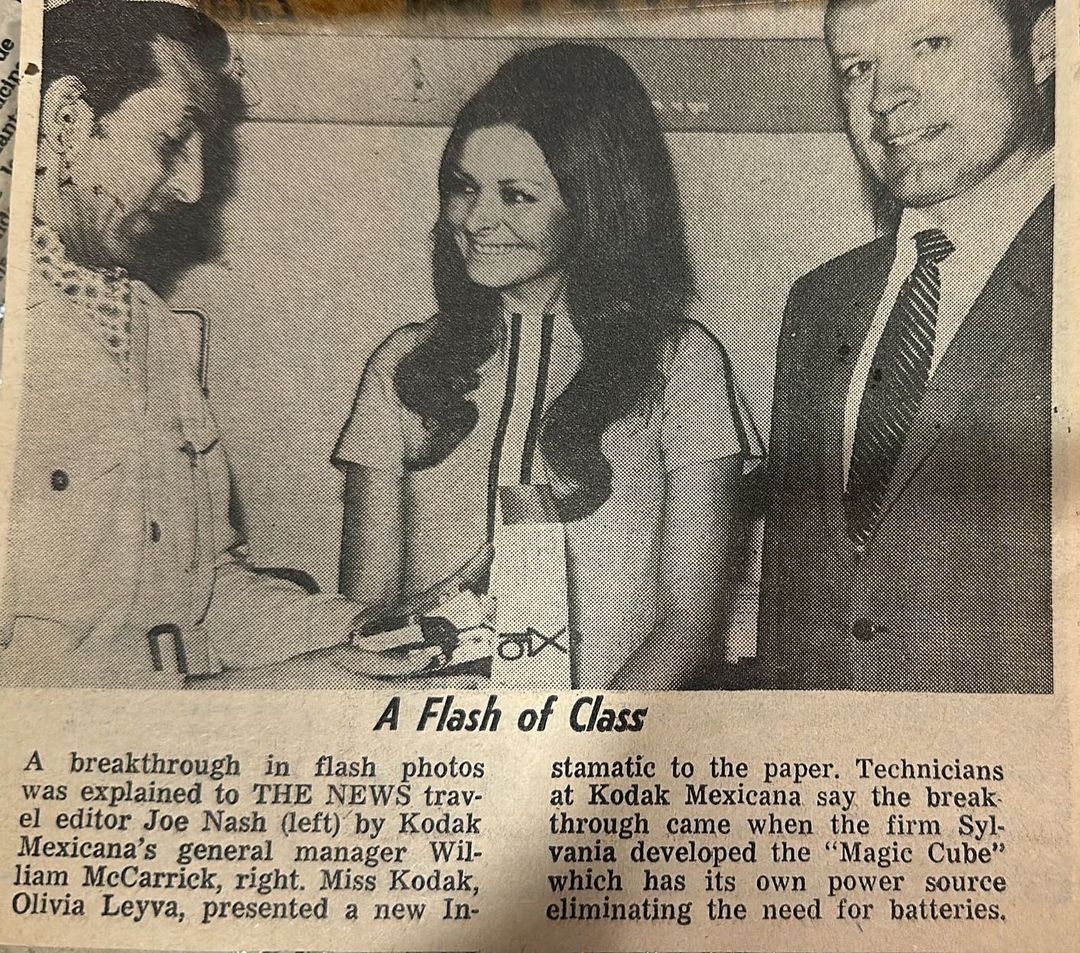 A Flash of Class
A breakthrough in flash photos
was explained to THE NEWS trav-
el editor Joe Nash (left) by Kodak
Mexicana's general manager Wil-
liam McCarrick, right. Miss Kodak,
Olivia Leyva, presented a new In-
stamatic to the paper. Technicians
at Kodak Mexicana say the break-
through came when the firm Syl-
vania developed the "Magic Cube"
which has its own power source
eliminating the need for batteries.